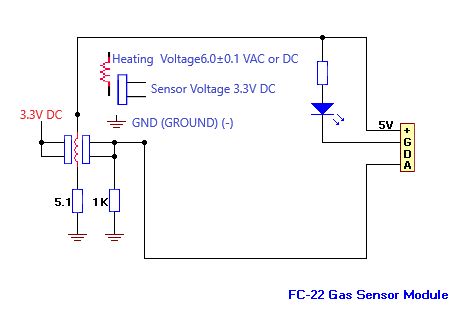 Heating Voltage6.0±0.1 VAC or DC
Sensor Voltage 3.3V DC
3.3V DC
GND (GROUND) (-)
5V
+
G
D
A
5.1
1K
FC-22 Gas Sensor Module